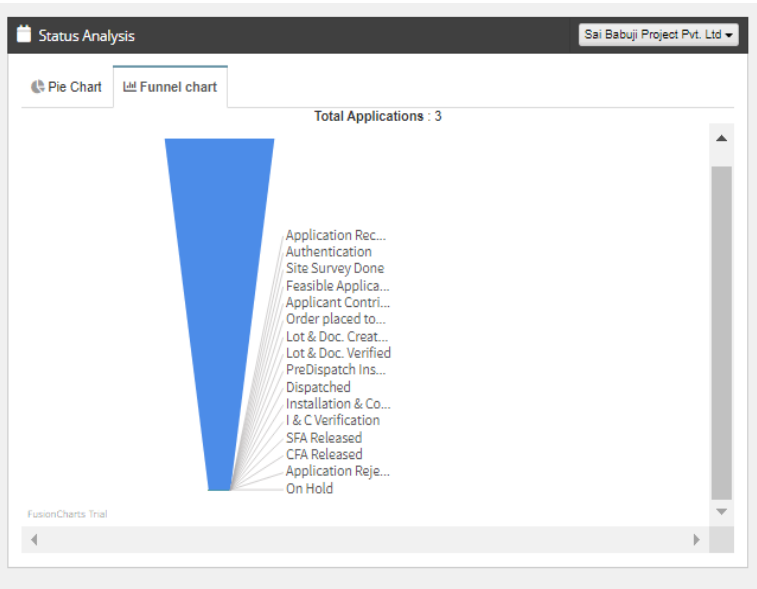 Status Analysis
Sai Babuji Project Pvt. Ltd
Pie Chart
Funnel chart
Total Applications : 3
Application Rec...
Authentication
Site Survey Done
Feasible Applica...
Applicant Contri...
Order placed to...
Lot & Doc. Creat...
Lot & Doc. Verified
PreDispatch Ins...
Dispatched
Installation & Co...
I & C Verification
SFA Released
CFA Released
Application Reje...
On Hold
FusionCharts Trial